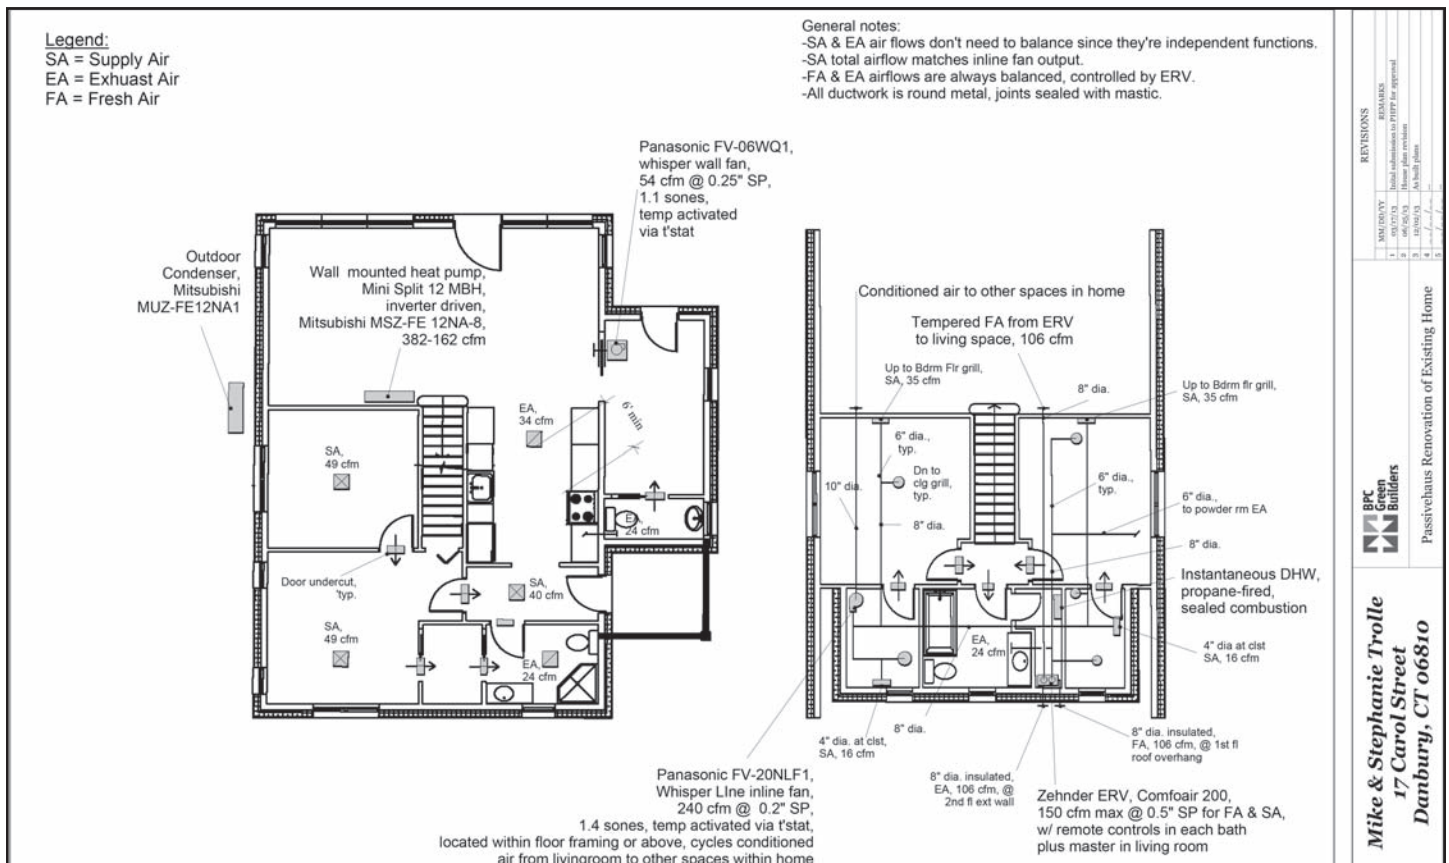 Legend:
SA = Supply Air
EA = Exhuast Air
FA = Fresh Air
General notes:
-SA & EA air flows don't need to balance since they're independent functions.
-SA total airflow matches inline fan output.
-FA & EA airflows are always balanced, controlled by ERV.
-All ductwork is round metal, joints sealed with mastic.
Panasonic FV-06WQ1,
whisper wall fan,
54 cfm @ 0.25" SP,
1.1 sones,
temp activated
via t'stat
Outdoor
Condenser,
Mitsubishi
MUZ-FE12NA1
Wall mounted heat pump,
Mini Split 12 MBH,
inverter driven,
Mitsubishi MSZ-FE 12NA-8,
382-162 cfm
EA,
34 cfm
6' min
SA,
49 cfm
EA,
24 cfm
Door undercut,
'typ.
SA,
40 cfm
SA,
49 cfm
EA,
24 cfm
Conditioned air to other spaces in home
Tempered FA from ERV
to living space, 106 cfm
Up to Bdrm Flr grill,
SA, 35 cfm
8" dia.
Up to Bdrm flr grill,
SA, 35 cfm
6" dia.,
typ.
Dn to
clg grill,
typ.
10" dia.
8" dia.
6" dia.,
typ.
6" dia.,
to powder rm EA
8" dia.
Instantaneous DHW,
propane-fired,
sealed combustion
EA,
24 cfm
4" dia at clst
SA, 16 cfm
8" dia.
4" dia. at clst,
SA, 16 cfm
8" dia. insulated,
FA, 106 cfm, @ 1st fl
roof overhang
8" dia. insulated,
EA, 106 cfm, @
2nd fl ext wall
Panasonic FV-20NLF1,
Whisper LIne inline fan,
240 cfm @ 0.2" SP,
1.4 sones, temp activated via t'stat,
located within floor framing or above, cycles conditioned
air from livingroom to other spaces within home
Zehnder ERV, Comfoair 200,
150 cfm max @ 0.5" SP for FA & SA,
w/ remote controls in each bath
plus master in living room
REVISIONS
MM/DD/YY REMARKS
1 03/17/13 Initial submission to PHPP for approval
2 06/25/13 House plan revision
3 12/02/13 As built plans
4
5
Passivehaus Renovation of Existing Home
BPC
Green
Builders
Mike & Stephanie Trolle
17 Carol Street
Danbury, CT 06810